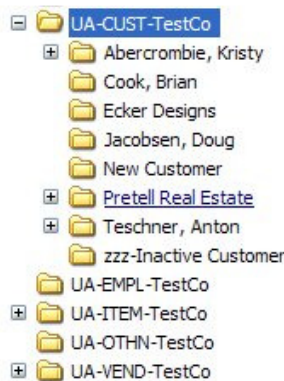 UA-CUST-TestCo
Abercrombie, Kristy
Cook, Brian
Ecker Designs
Jacobsen, Doug
New Customer
Pretell Real Estate
Teschner, Anton
zzz-Inactive Customer
UA-EMPL-TestCo
UA-ITEM-TestCo
UA-OTHN-TestCo
UA-VEND-TestCo